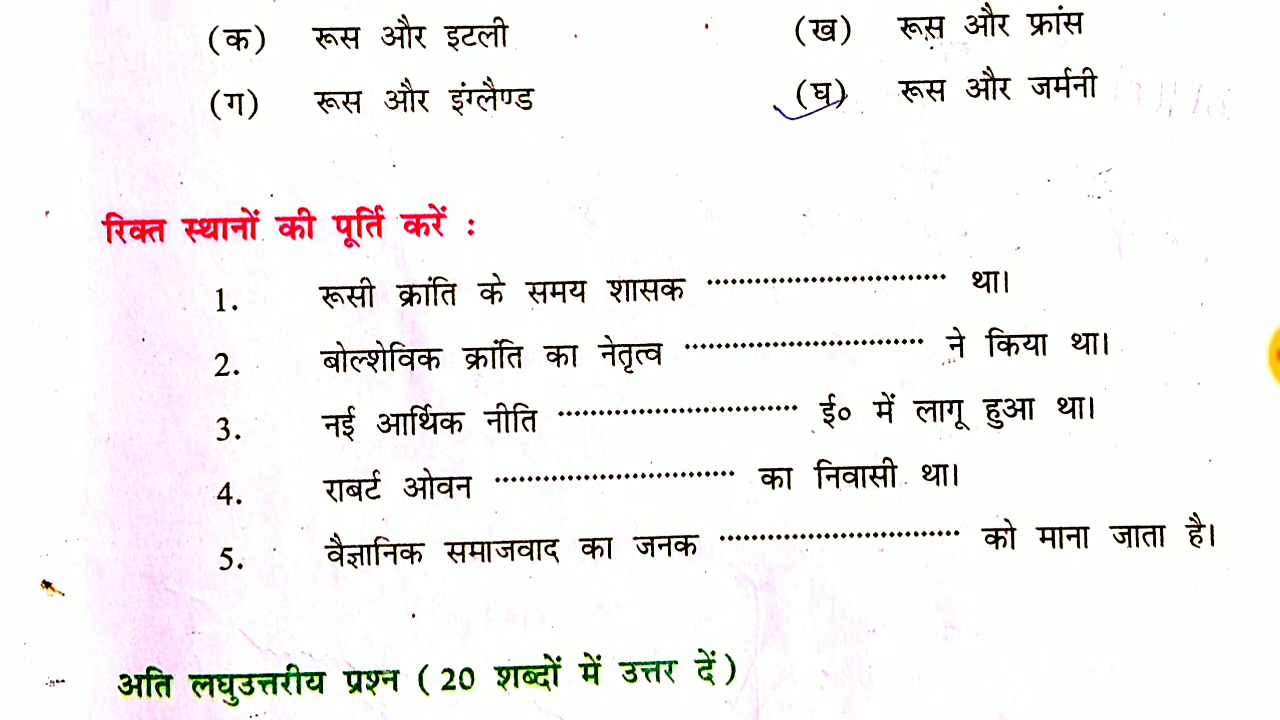 (क) रूस और इटली (ख) रूस और फ्रांस
(ग) रूस और इंग्लैण्ड (घ) रूस और जर्मनी
रिक्त स्थानों की पूर्ति करें :
1. रूसी क्रांति के समय शासक .............................. था।
2. बोल्शेविक क्रांति का नेतृत्व .............................. ने किया था।
3. नई आर्थिक नीति .............................. ई० में लागू हुआ था।
4. राबर्ट ओवन .............................. का निवासी था।
5. वैज्ञानिक समाजवाद का जनक .............................. को माना जाता है।
अति लघुउत्तरीय प्रश्न ( 20 शब्दों में उत्तर दें )